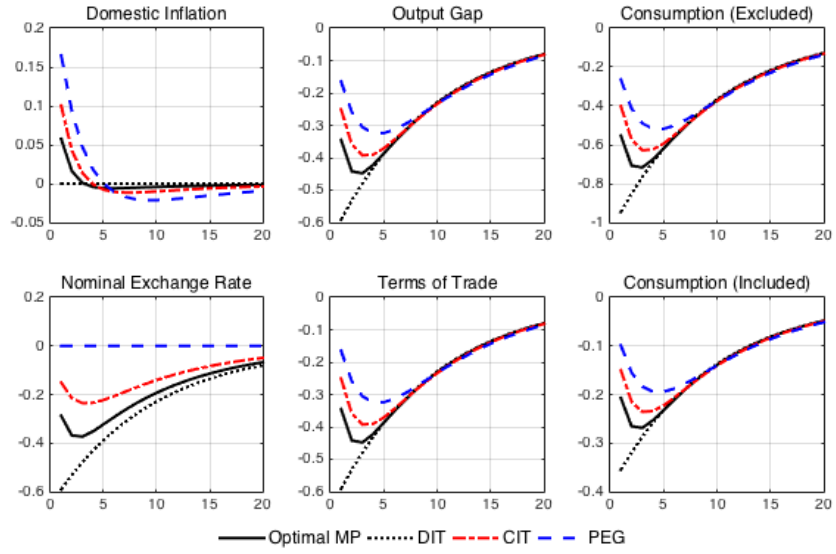 Domestic Inflation Output Gap Consumption (Excluded)
0.2 0 0
0.15 -0.1 -0.2
0.1 -0.2 -0.4
0.05 -0.3 -0.6
0 -0.4 -0.8
-0.05 -0.5 -1
-0.6
0 5 10 15 20 0 5 10 15 20 0 5 10 15 20
Nominal Exchange Rate Terms of Trade Consumption (Included)
0.2 0 0
0 -0.1 -0.1
-0.2 -0.2 -0.2
-0.4 -0.3 -0.3
-0.6 -0.4 -0.4
-0.5
-0.6
0 5 10 15 20 0 5 10 15 20 0 5 10 15 20
Optimal MP DIT CIT PEG